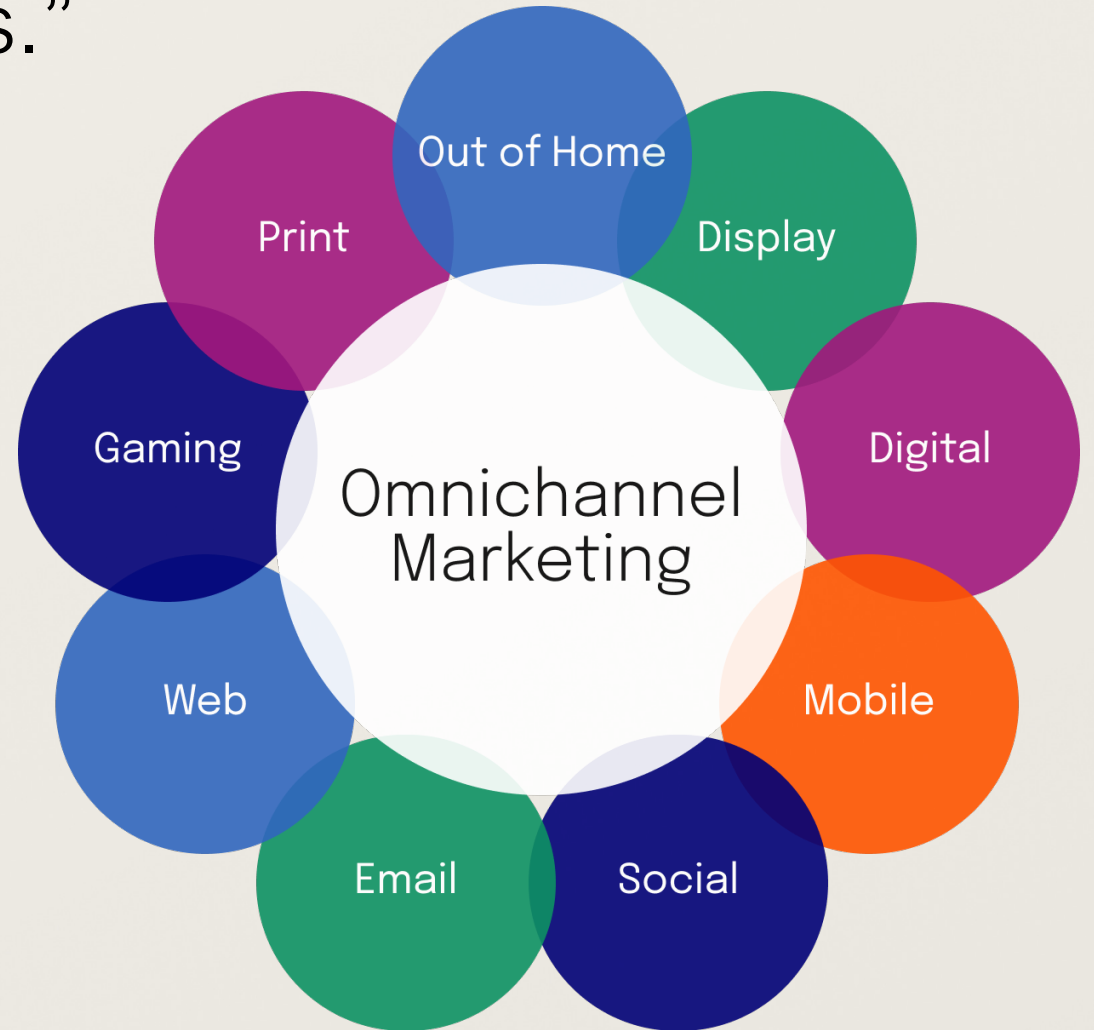 s.”
Out of Home
Print
Display
Gaming
Digital
Omnichannel
Marketing
Web
Mobile
Email
Social